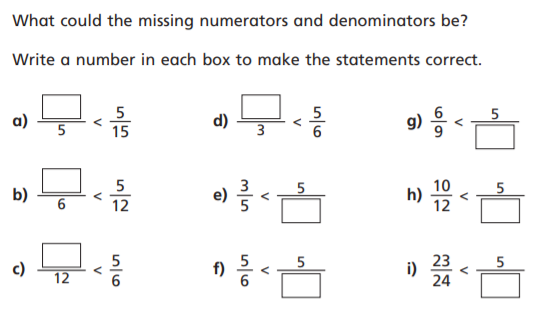 What could the missing numerators and denominators be?
Write a number in each box to make the statements correct.
a) □/5 < 5/15
d) □/3 < 5/6
g) 6/9 < 5/□
b) □/6 < 5/12
e) 3/5 < 5/□
h) 10/12 < 5/□
c) □/12 < 5/6
f) 5/6 < 5/□
i) 23/24 < 5/□